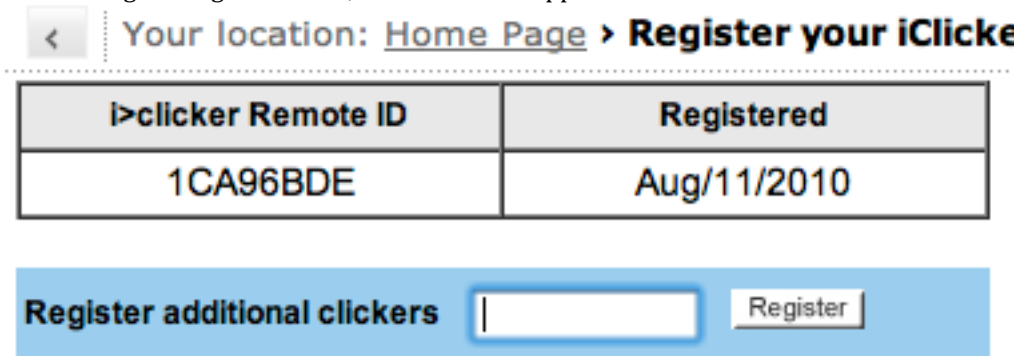 Your location: Home Page › Register your iClicke
i>clicker Remote ID Registered
1CA96BDE Aug/11/2010
Register additional clickers Register